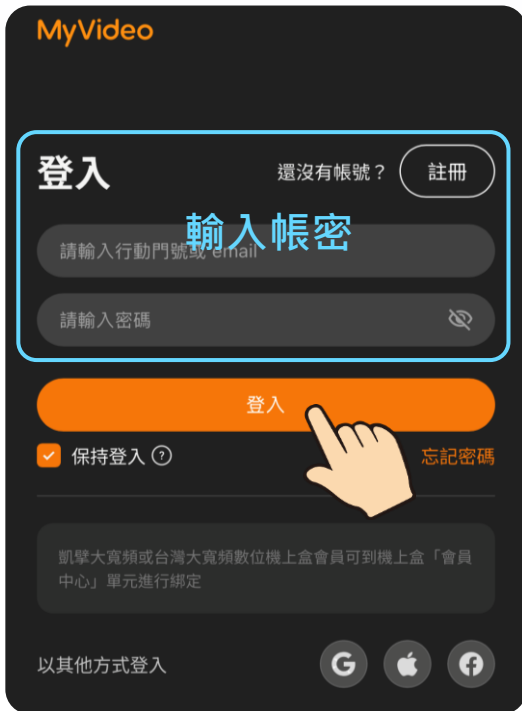 MyVideo
登入
還沒有帳號？
註冊
輸入帳密
請輸入行動門號或 email
請輸入密碼
登入
保持登入 ?
忘記密碼
凱擘大寬頻或台灣大寬頻數位機上盒會員可到機上盒「會員
中心」單元進行綁定
以其他方式登入
G